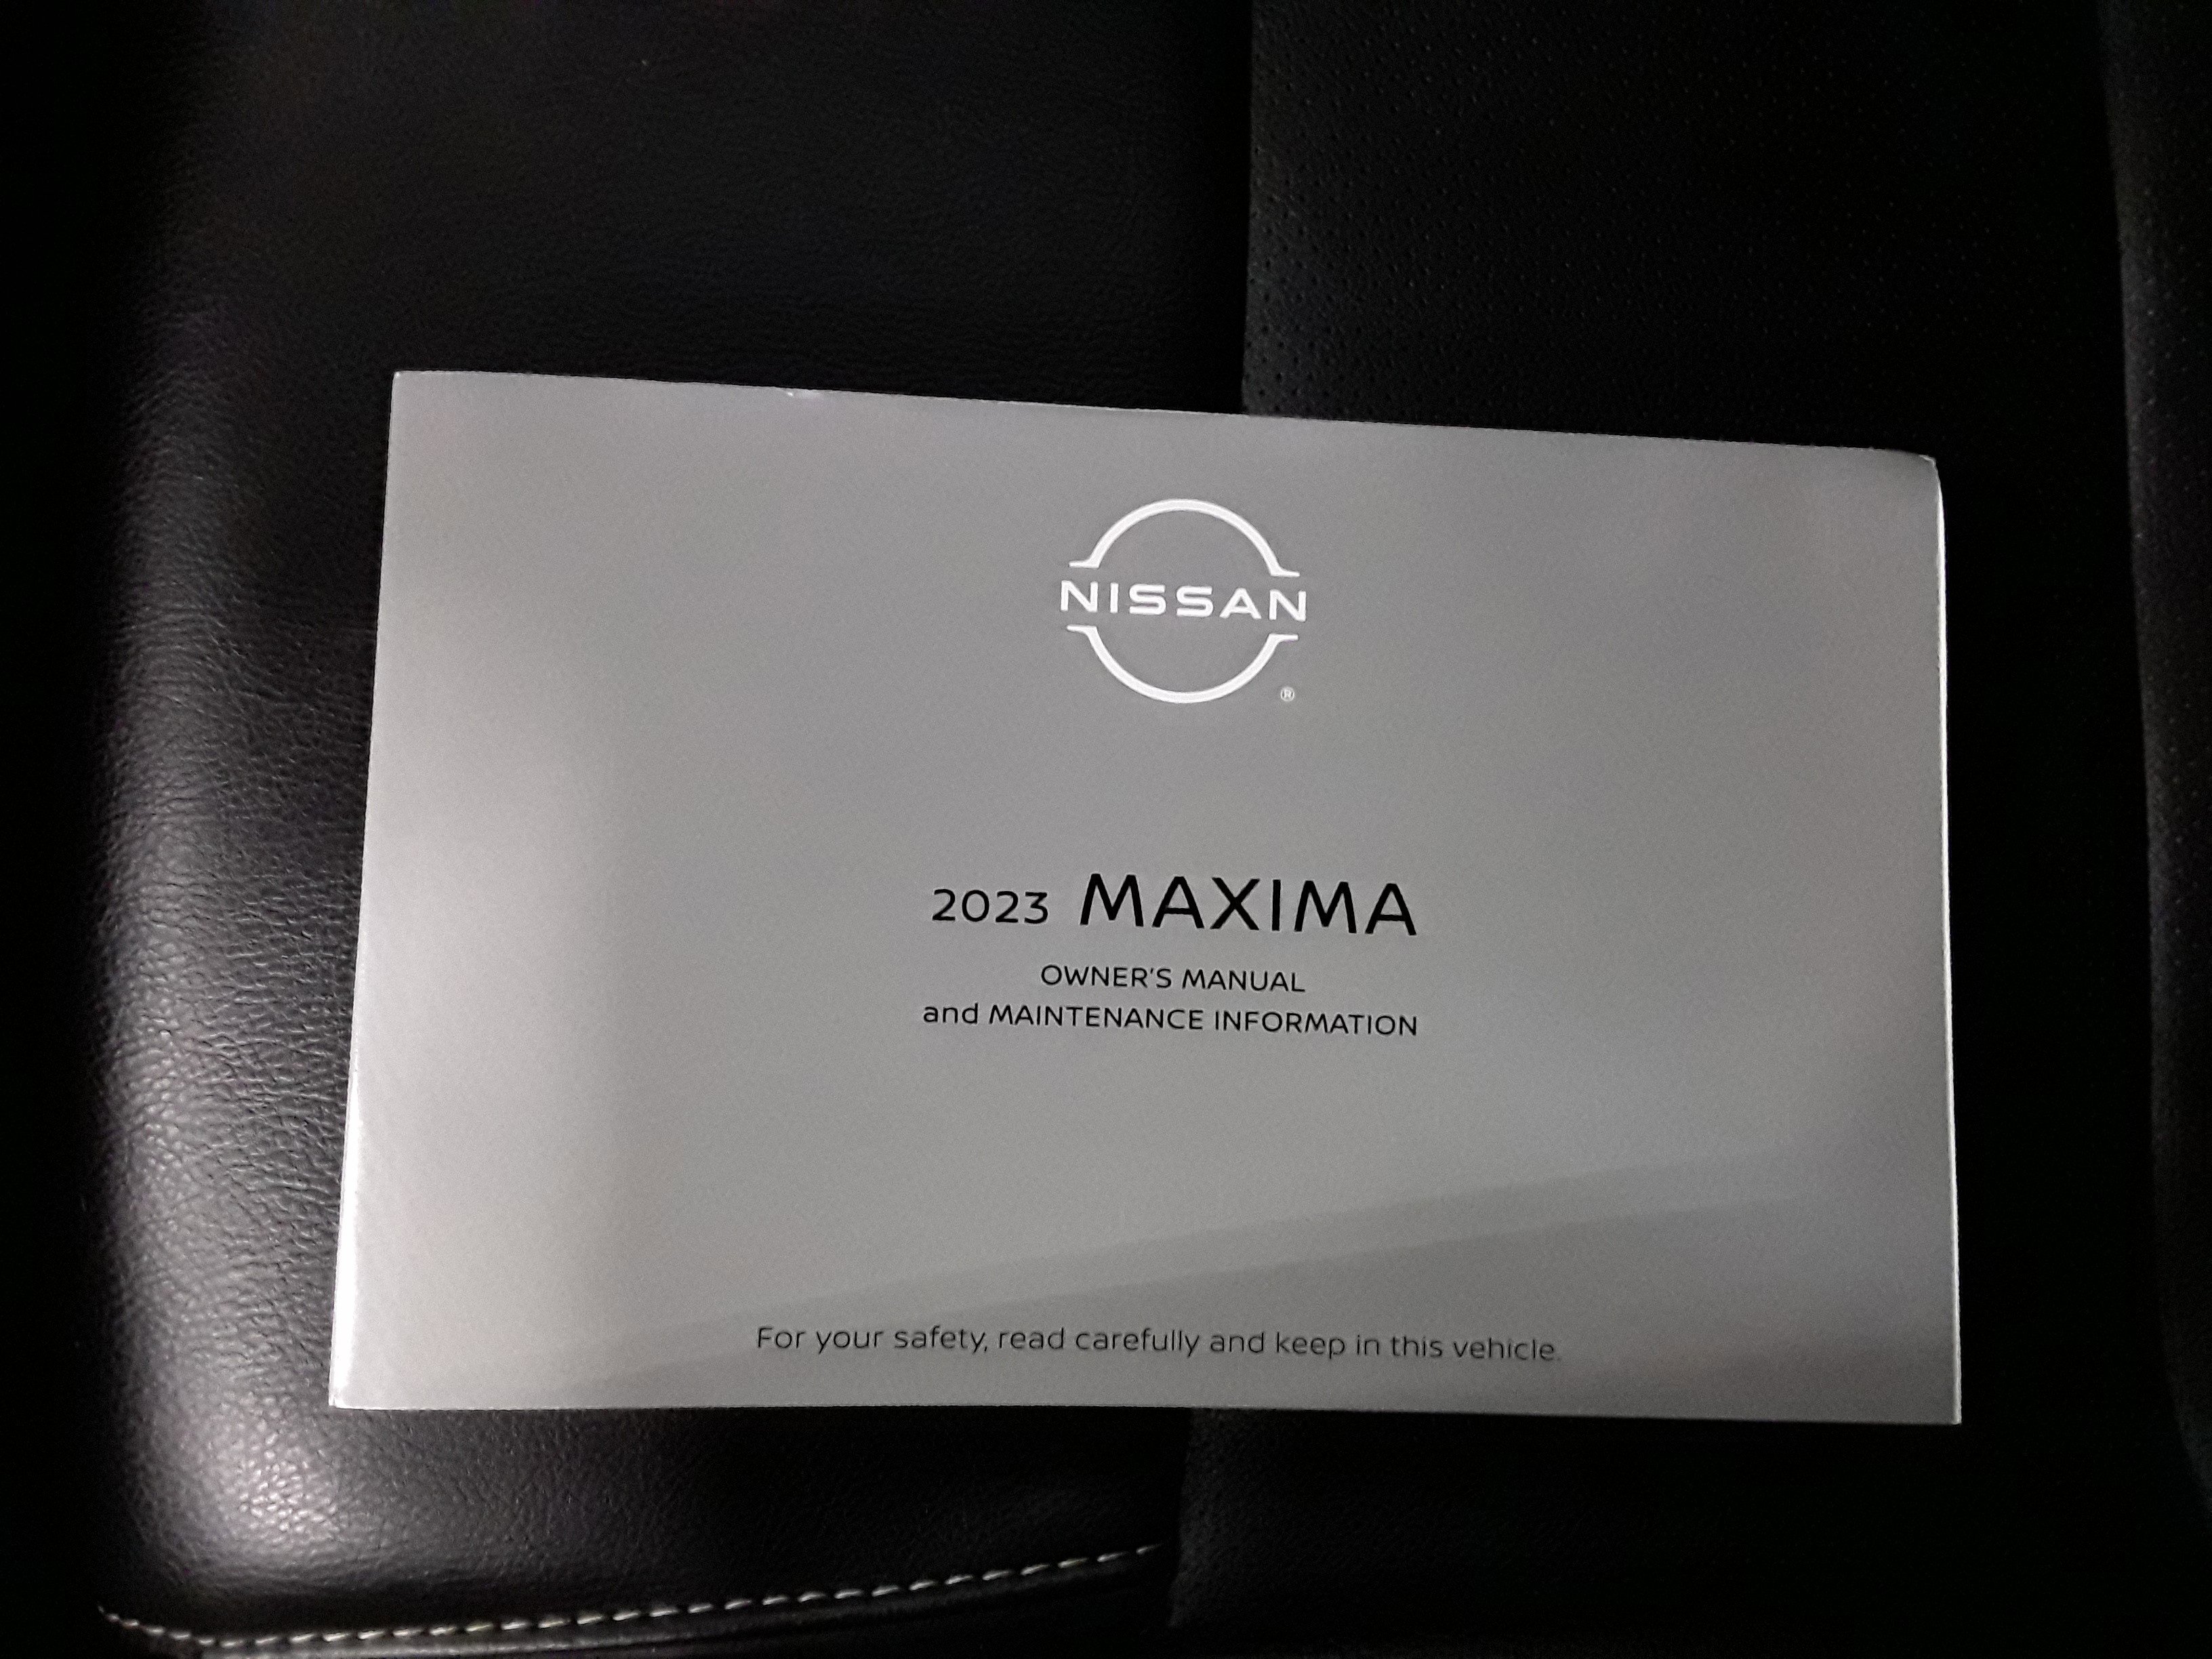 NISSAN
®
2023 MAXIMA
OWNER'S MANUAL
and MAINTENANCE INFORMATION
For your safety, read carefully and keep in this vehicle.